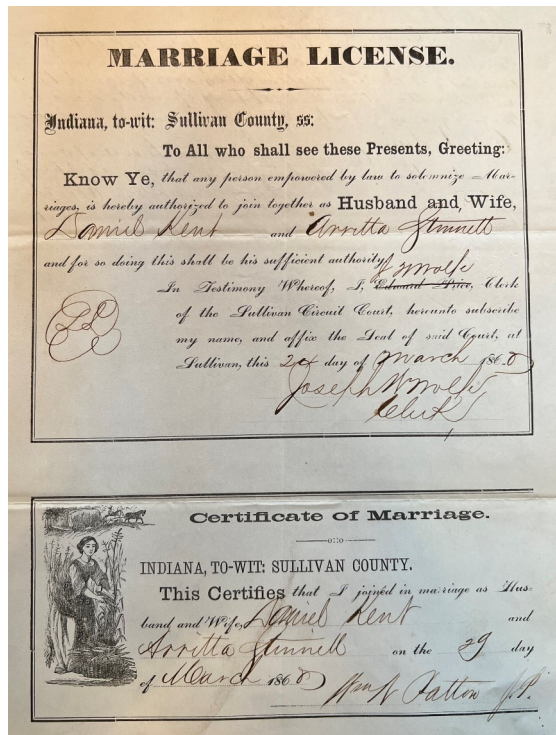 MARRIAGE LICENSE.
Indiana, to-wit: Sullivan County, ss:
To All who shall see these Presents, Greeting:
Know Ye, that any person empowered by law to solemnize Mar-
riages, is hereby authorized to join together as Husband and Wife,
Daniel Kent and Arritta Stinnett
and for so doing this shall be his sufficient authority.
In Testimony Whereof, I, Edward Price, Clerk
of the Sullivan Circuit Court, hereunto subscribe
my name, and affix the Seal of said Court, at
Sullivan, this day of March 186
Joseph W Wolfe
Clerk
Certificate of Marriage.
INDIANA, TO-WIT: SULLIVAN COUNTY.
This Certifies that I joined in marriage as Hus-
band and Wife, Daniel Kent and
Arritta Stinnell on the 29 day
of March 186
Wm N Patton J.P.